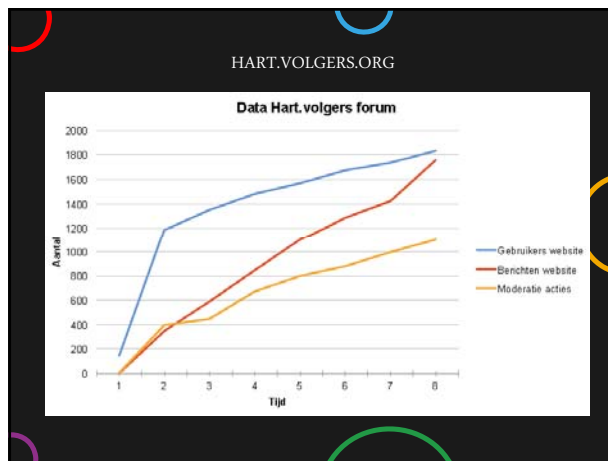 HART.VOLGERS.ORG
Data Hart.volgers forum
2000
1800
1600
1400
1200
1000
800
600
400
200
0
Aantal
1 2 3 4 5 6 7 8
Tijd
Gebruikers website
Berichten website
Moderatie acties